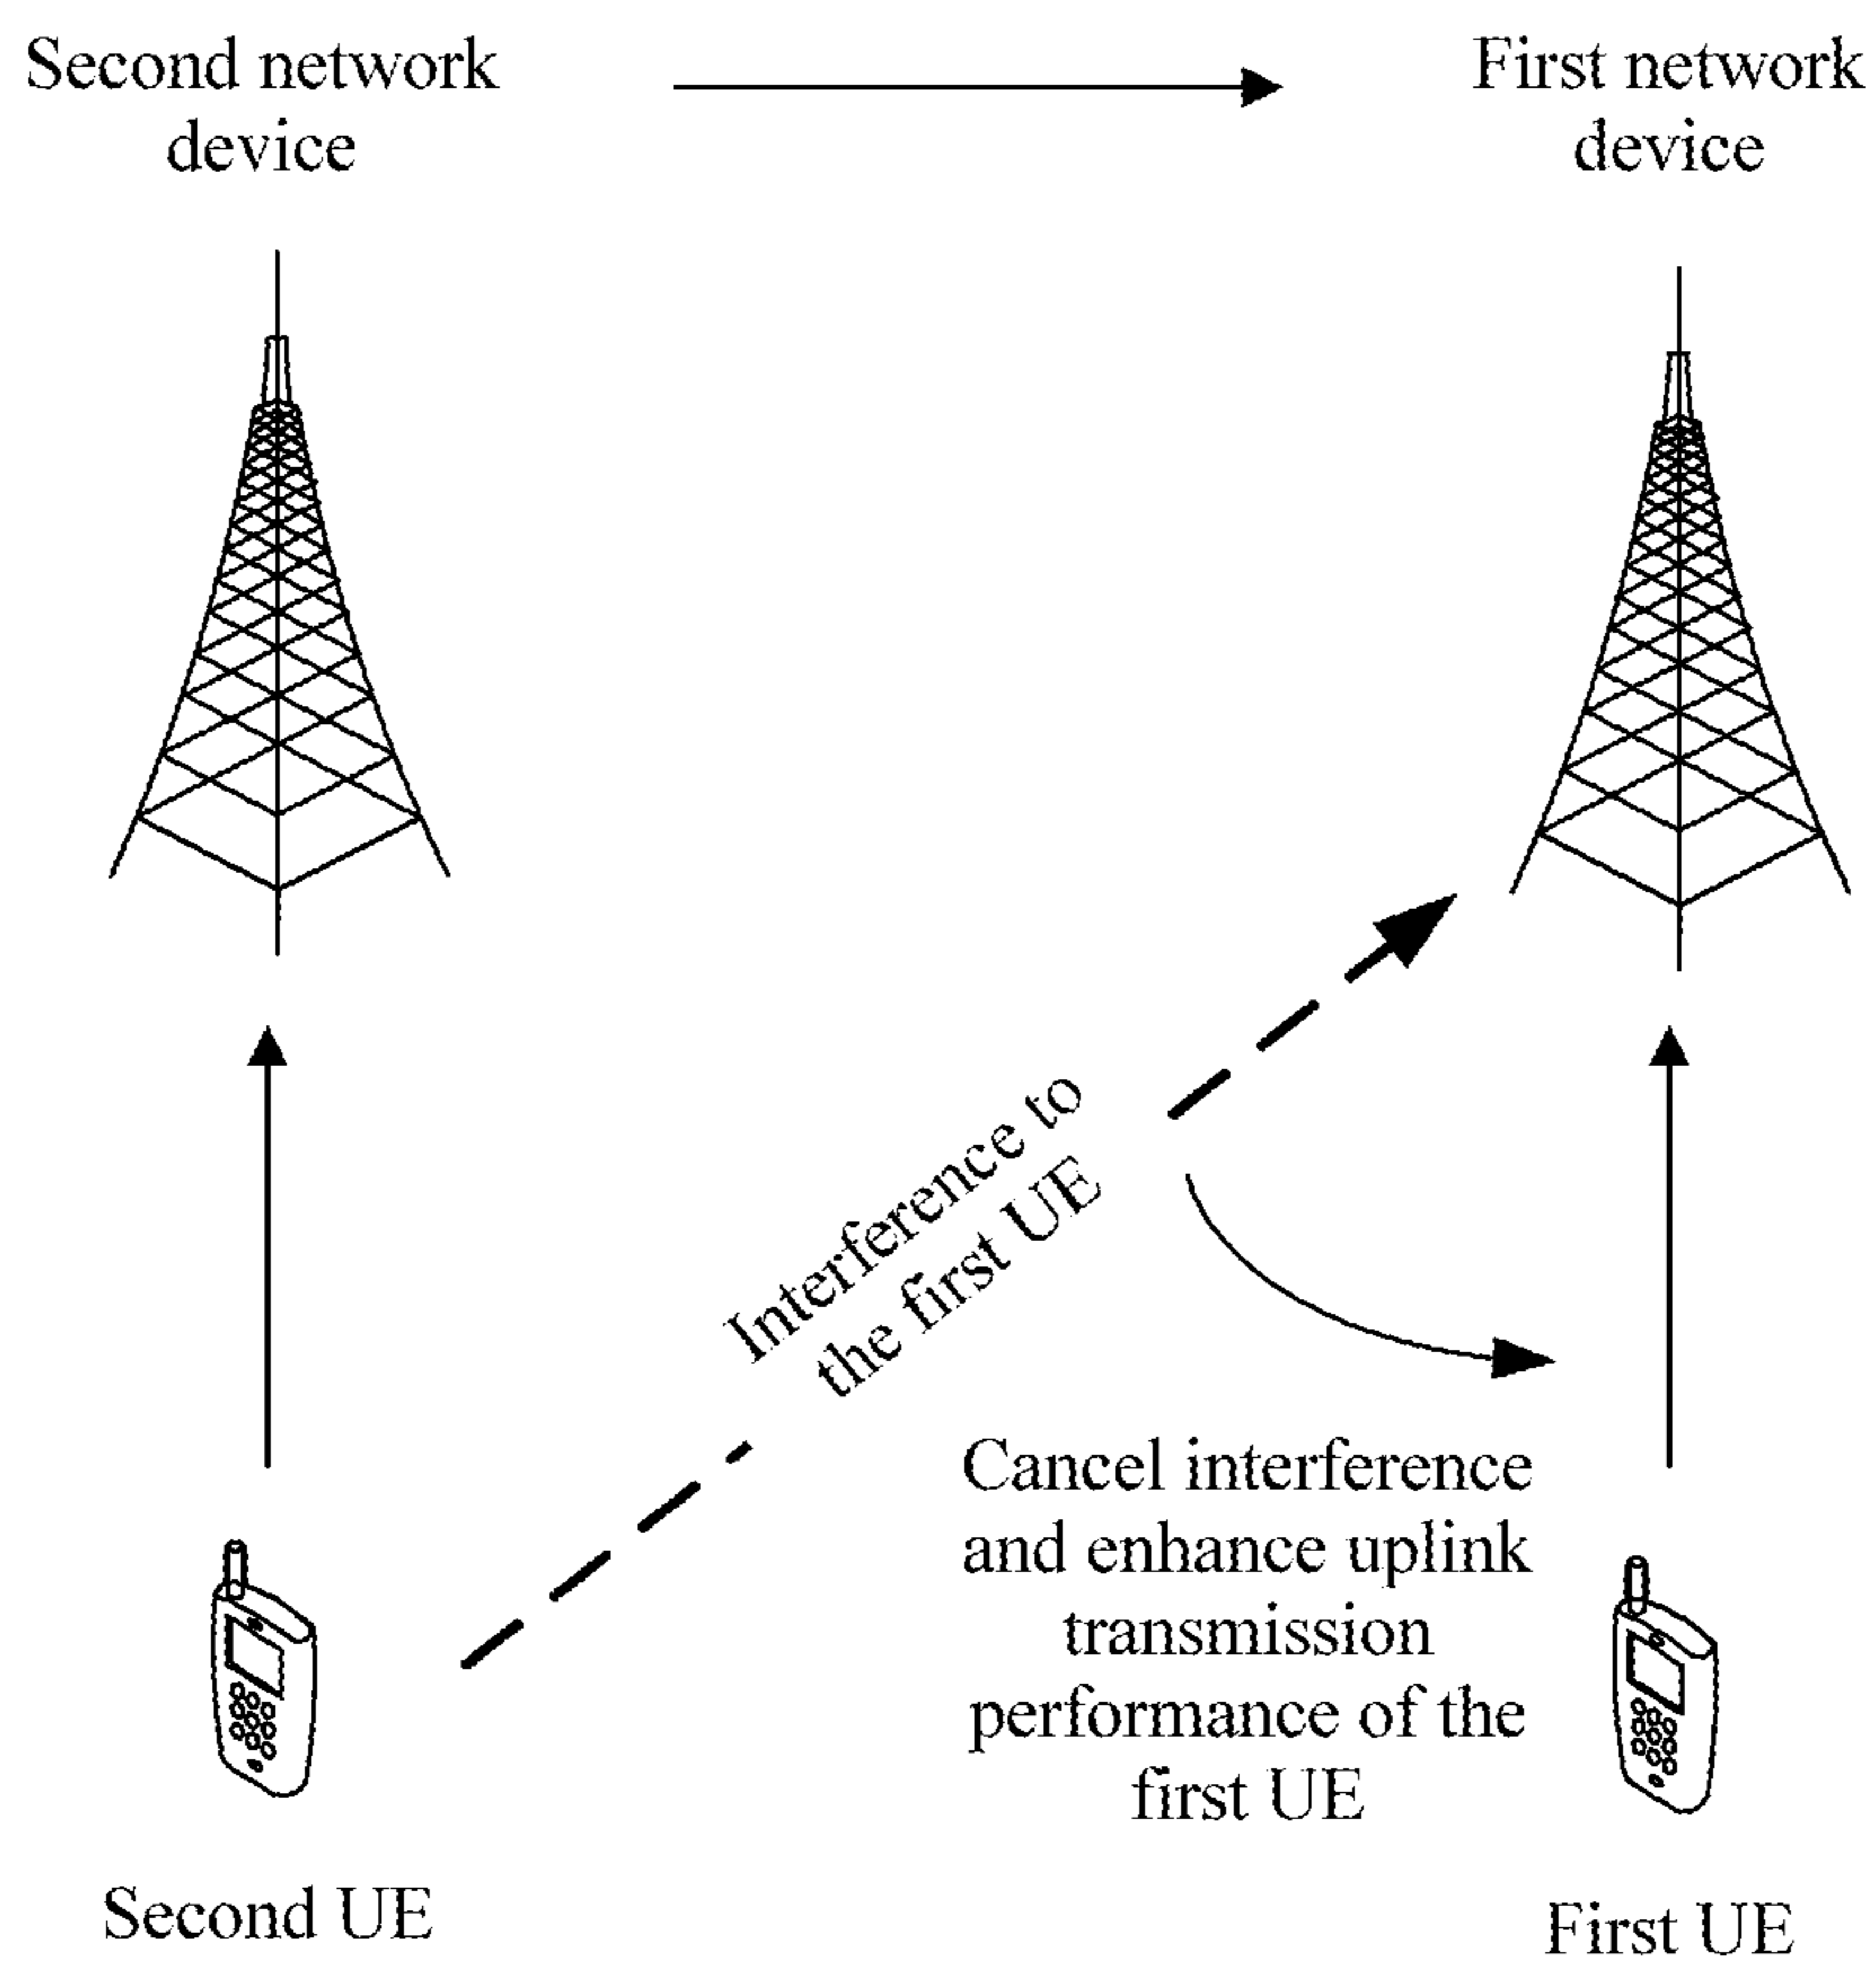 Second network
device
First network
device
Interference to
the first UE
Cancel interference
and enhance uplink
transmission
performance of the
first UE
Second UE
First UE